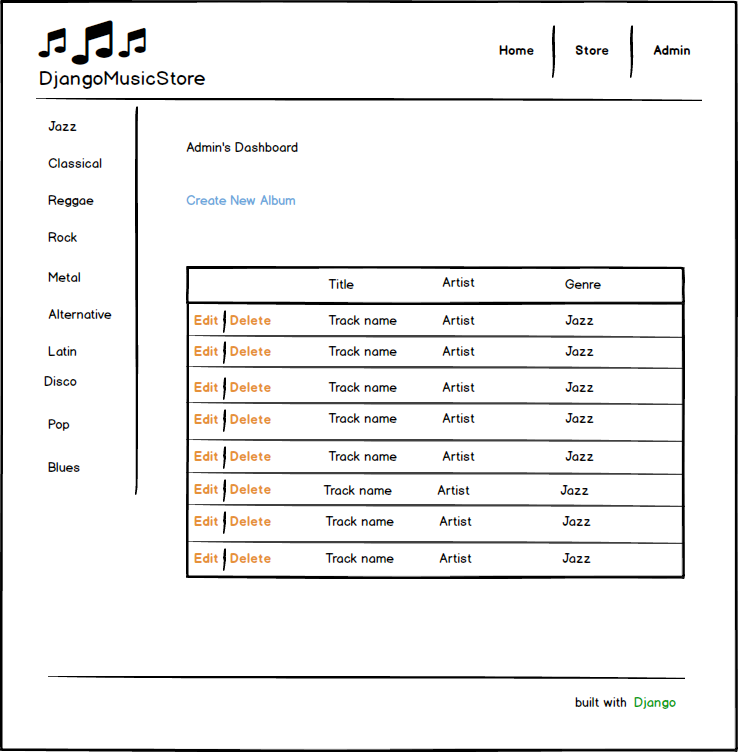 DjangoMusicStore
Home Store Admin
Jazz
Classical
Reggae
Rock
Metal
Alternative
Latin
Disco
Pop
Blues
Admin's Dashboard
Create New Album
Title Artist Genre
Edit Delete Track name Artist Jazz
Edit Delete Track name Artist Jazz
Edit Delete Track name Artist Jazz
Edit Delete Track name Artist Jazz
Edit Delete Track name Artist Jazz
Edit Delete Track name Artist Jazz
Edit Delete Track name Artist Jazz
Edit Delete Track name Artist Jazz
built with Django